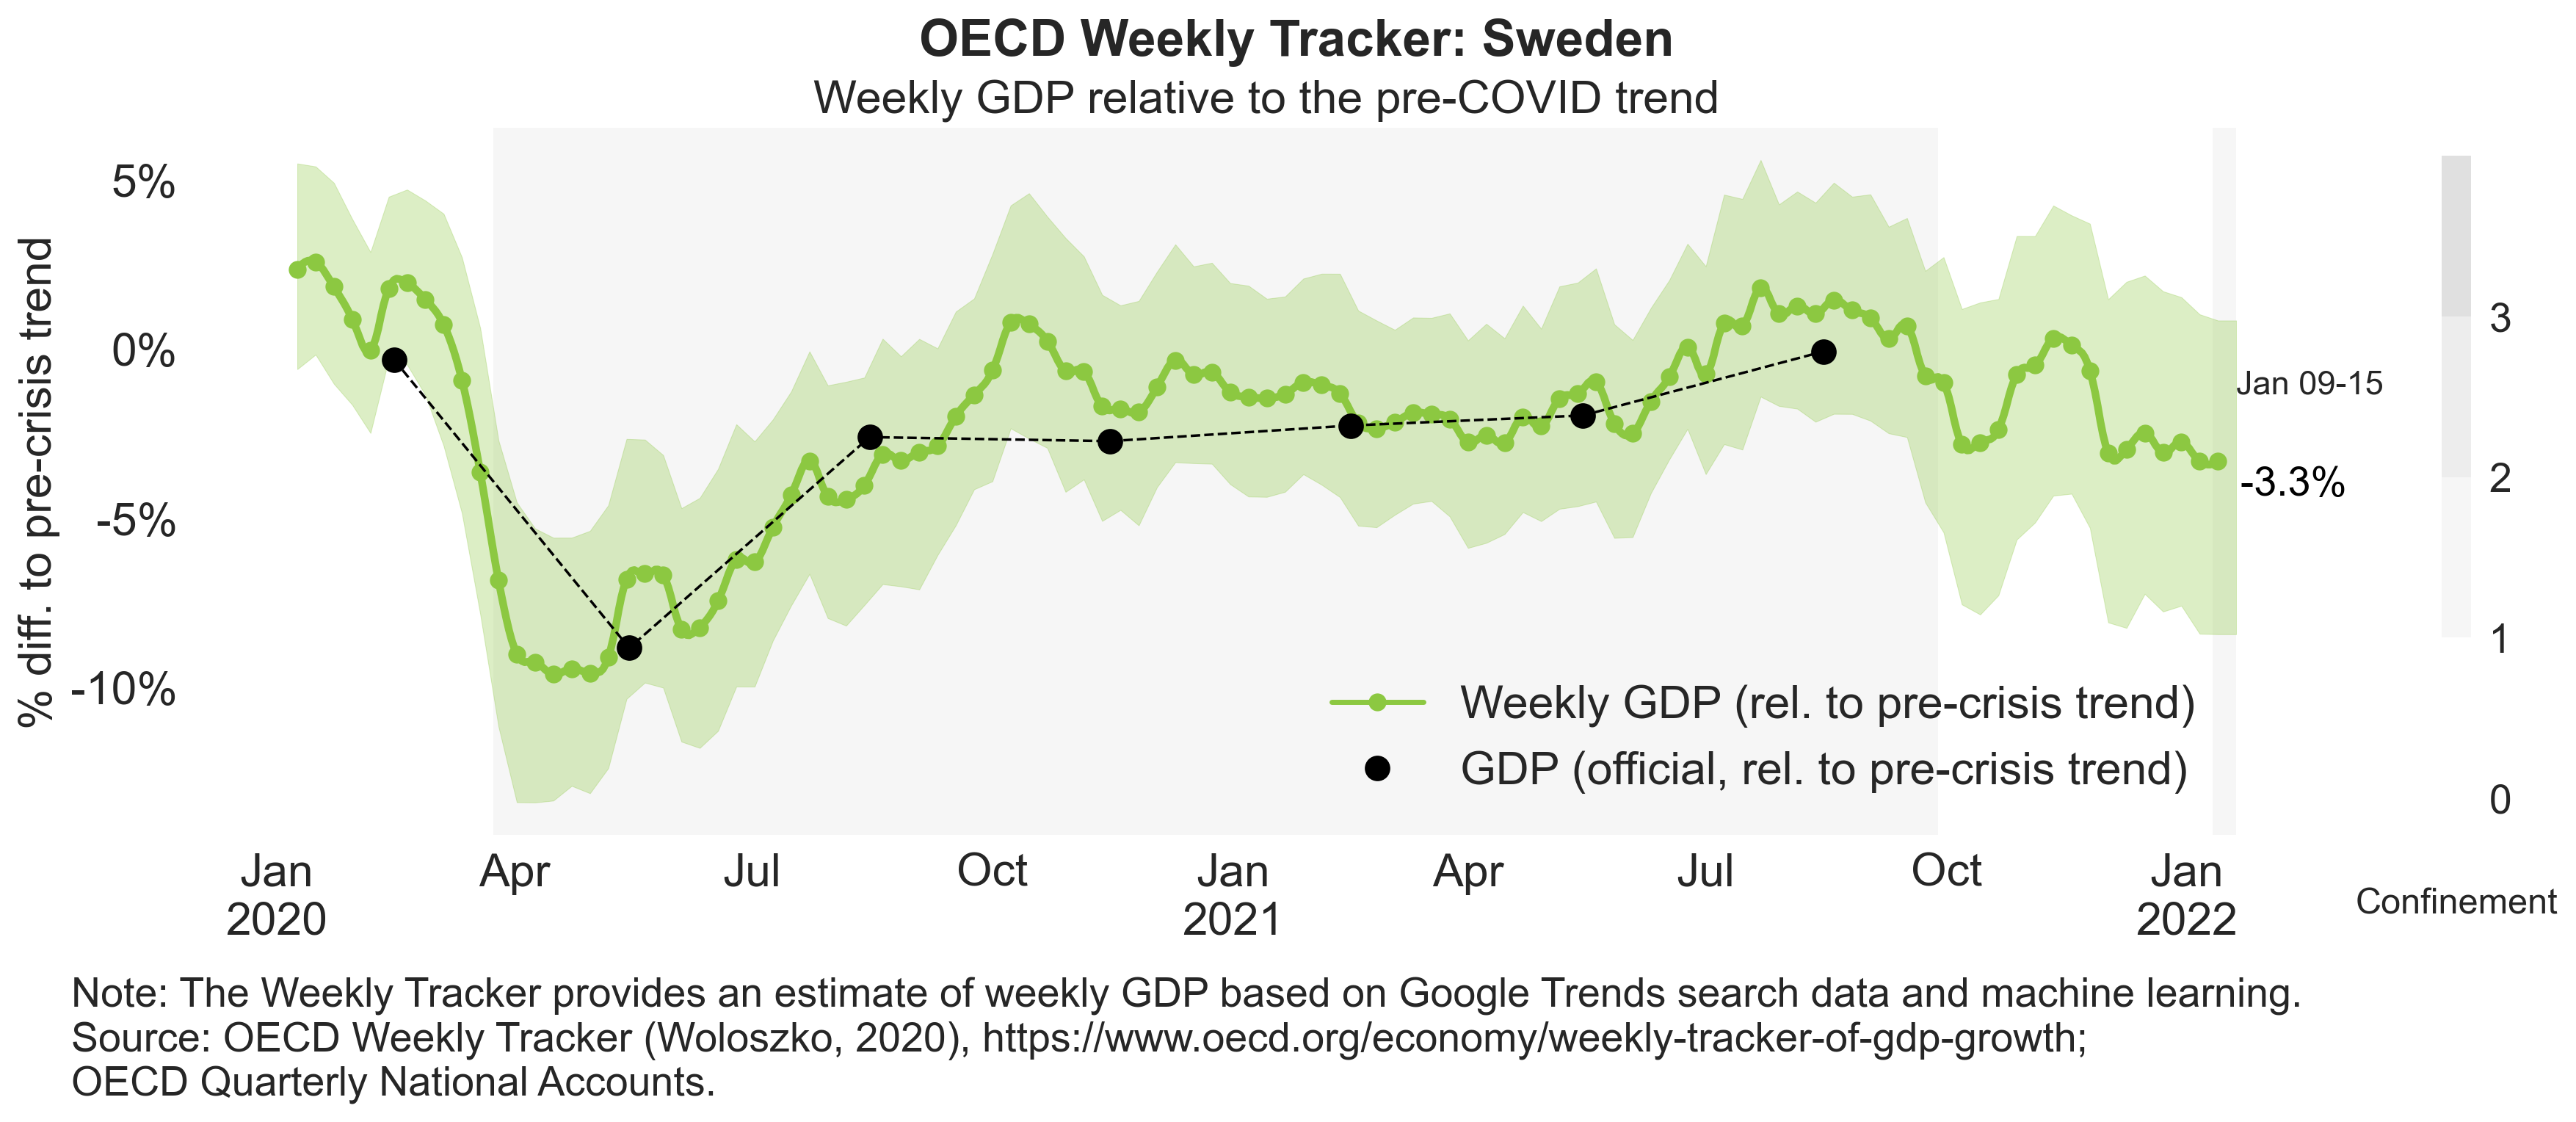 OECD Weekly Tracker: Sweden
Weekly GDP relative to the pre-COVID trend
% diff. to pre-crisis trend
5%
0%
-5%
-10%
Jan 09-15
-3.3%
Weekly GDP (rel. to pre-crisis trend)
GDP (official, rel. to pre-crisis trend)
3
2
1
0
Confinement
Jan Apr Jul Oct Jan Apr Jul Oct Jan
2020 2021 2022
Note: The Weekly Tracker provides an estimate of weekly GDP based on Google Trends search data and machine learning.
Source: OECD Weekly Tracker (Woloszko, 2020), https://www.oecd.org/economy/weekly-tracker-of-gdp-growth;
OECD Quarterly National Accounts.